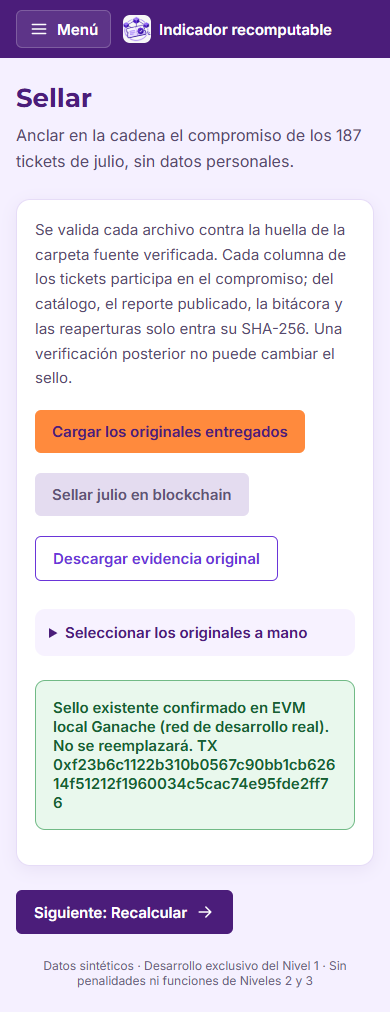 Menú
Indicador recomputable
Sellar
Anclar en la cadena el compromiso de los 187
tickets de julio, sin datos personales.
Se valida cada archivo contra la huella de la
carpeta fuente verificada. Cada columna de
los tickets participa en el compromiso; del
catálogo, el reporte publicado, la bitácora y
las reaperturas solo entra su SHA-256. Una
verificación posterior no puede cambiar el
sello.
Cargar los originales entregados
Sellar julio en blockchain
Descargar evidencia original
Seleccionar los originales a mano
Sello existente confirmado en EVM
local Ganache (red de desarrollo real).
No se reemplazará. TX
0xf23b6c1122b310b0567c90bb1cb626
14f51212f1960034c5cac74e95fde2ff7
6
Siguiente: Recalcular
Datos sintéticos · Desarrollo exclusivo del Nivel 1 · Sin
penalidades ni funciones de Niveles 2 y 3